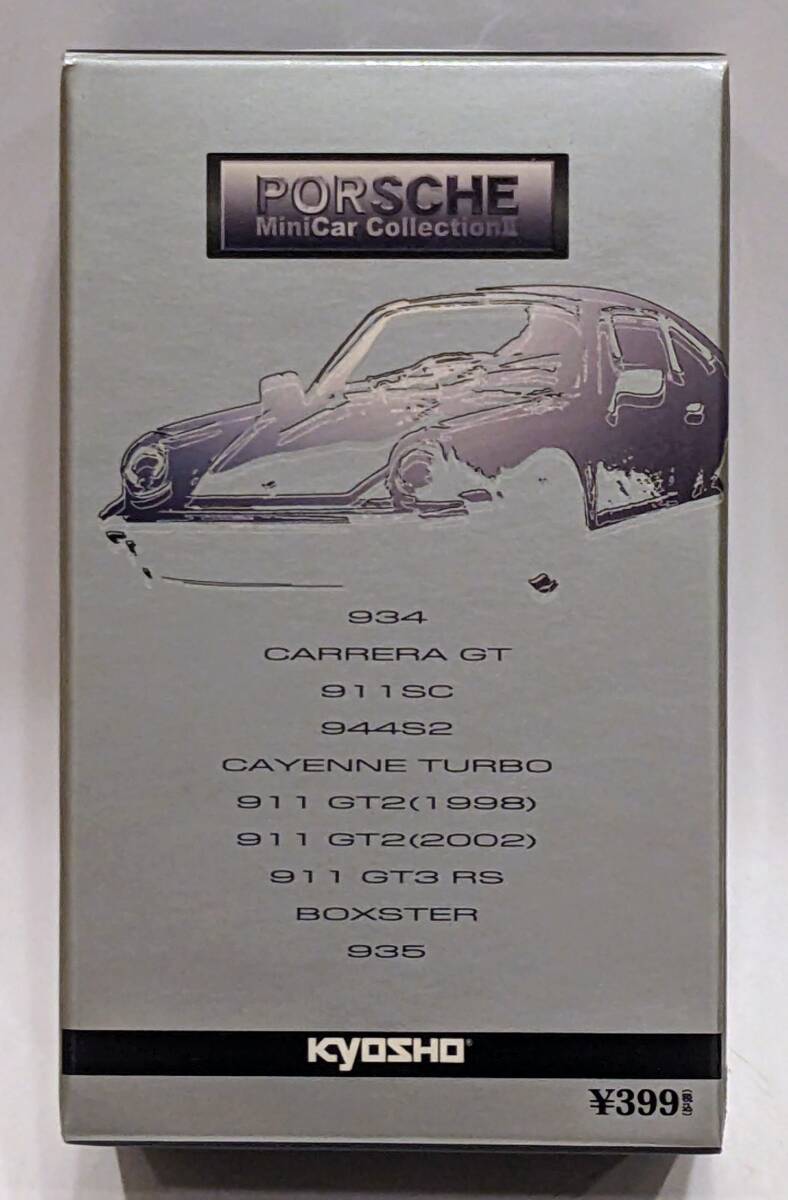 PORSCHE
MiniCar CollectionII
934
CARRERA GT
911SC
944S2
CAYENNE TURBO
911 GT2(1998)
911 GT2(2002)
911 GT3 RS
BOXSTER
935
KYOSHO®
¥399